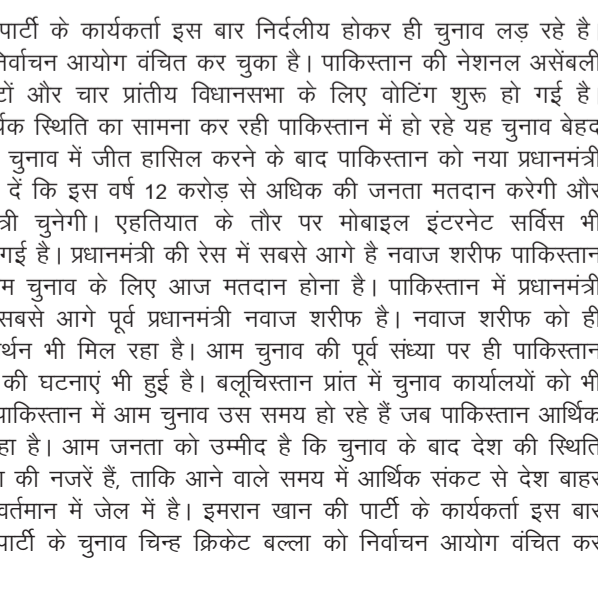 पार्टी के कार्यकर्ता इस बार निर्दलीय होकर ही चुनाव लड़ रहे है।
निर्वाचन आयोग वंचित कर चुका है। पाकिस्तान की नेशनल असेंबली
और चार प्रांतीय विधानसभा के लिए वोटिंग शुरू हो गई है।
स्थिति का सामना कर रही पाकिस्तान में हो रहे यह चुनाव बेहद
चुनाव में जीत हासिल करने के बाद पाकिस्तान को नया प्रधानमंत्री
दें कि इस वर्ष 12 करोड़ से अधिक की जनता मतदान करेगी और
चुनेगी। एहतियात के तौर पर मोबाइल इंटरनेट सर्विस भी
गई है। प्रधानमंत्री की रेस में सबसे आगे है नवाज शरीफ पाकिस्तान
चुनाव के लिए आज मतदान होना है। पाकिस्तान में प्रधानमंत्री
सबसे आगे पूर्व प्रधानमंत्री नवाज शरीफ है। नवाज शरीफ को ही
भी मिल रहा है। आम चुनाव की पूर्व संध्या पर ही पाकिस्तान
की घटनाएं भी हुई है। बलूचिस्तान प्रांत में चुनाव कार्यालयों को भी
पाकिस्तान में आम चुनाव उस समय हो रहे हैं जब पाकिस्तान आर्थिक
है। आम जनता को उम्मीद है कि चुनाव के बाद देश की स्थिति
की नजरें हैं, ताकि आने वाले समय में आर्थिक संकट से देश बाहर
वर्तमान में जेल में है। इमरान खान की पार्टी के कार्यकर्ता इस बार
पार्टी के चुनाव चिन्ह क्रिकेट बल्ला को निर्वाचन आयोग वंचित कर